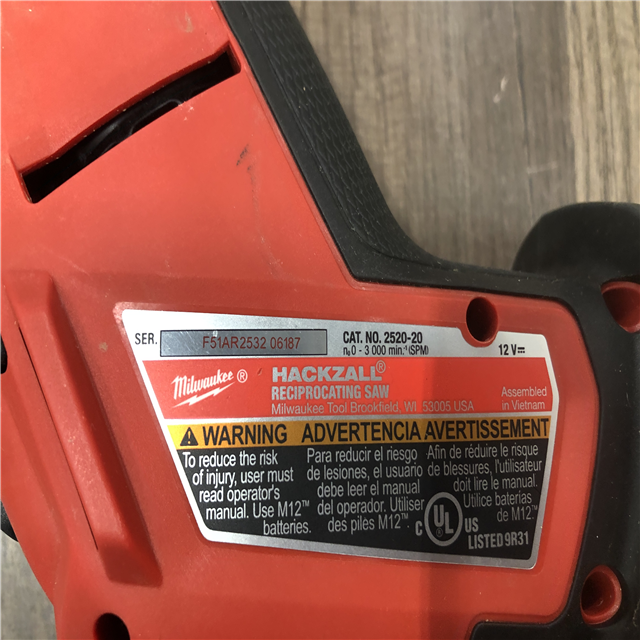 SER. F51AR2532 06187 CAT. NO. 2520-20
n₀0 - 3 000 min.⁻¹(SPM) 12 V⎓
Milwaukee® HACKZALL®
RECIPROCATING SAW
Milwaukee Tool Brookfield, WI 53005 USA
Assembled
in Vietnam
WARNING ADVERTENCIA AVERTISSEMENT
To reduce the risk
of injury, user must
read operator's
manual. Use M12™
batteries.
Para reducir el riesgo
de lesiones, el usuario
debe leer el manual
del operador. Utilizer
des piles M12™.
Afin de réduire le risque
de blessures, l'utilisateur
doit lire le manual.
Utilice baterias
de M12™.
C UL US
LISTED 9R31